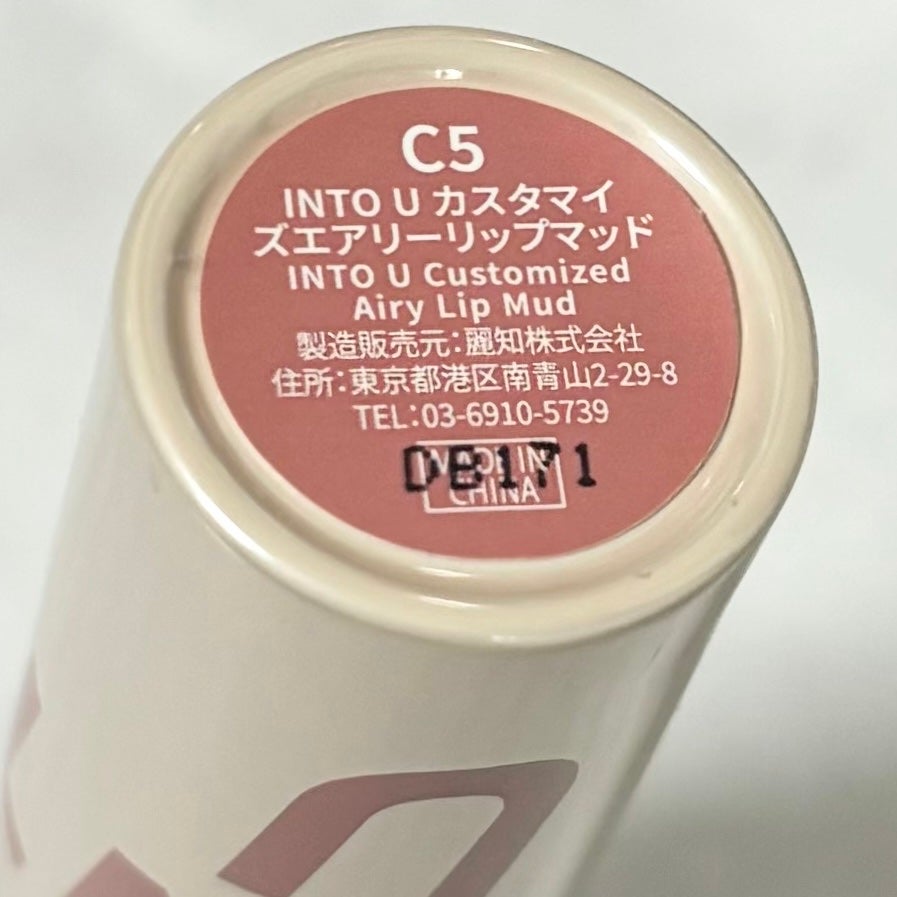 C5
INTO U カスタマイ
ズエアリーリップマッド
INTO U Customized
Airy Lip Mud
製造販売元：麗知株式会社
住所：東京都港区南青山2-29-8
TEL：03-6910-5739
DB171
MADE IN
CHINA